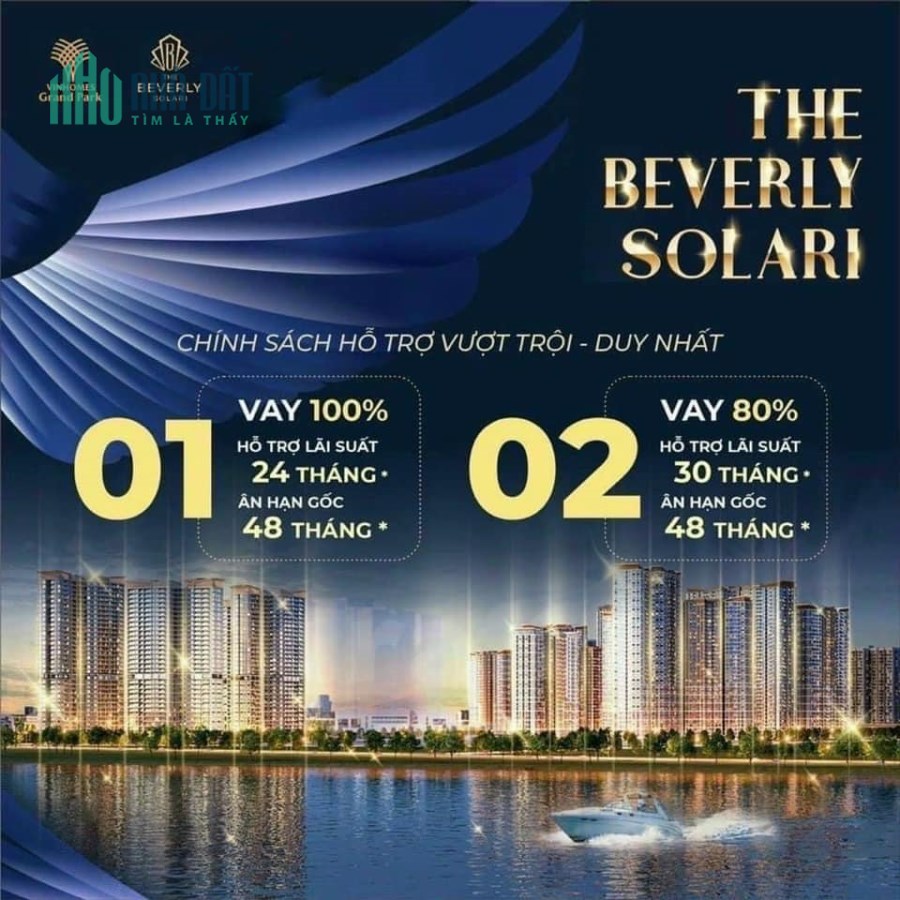 VINHOMES
Grand Park
THE
BEVERLY
SOLARI
NHÀ ĐẤT
TÌM LÀ THẤY
THE
BEVERLY
SOLARI
CHÍNH SÁCH HỖ TRỢ VƯỢT TRỘI - DUY NHẤT
01
VAY 100%
HỖ TRỢ LÃI SUẤT
24 THÁNG*
ÂN HẠN GỐC
48 THÁNG*
02
VAY 80%
HỖ TRỢ LÃI SUẤT
30 THÁNG*
ÂN HẠN GỐC
48 THÁNG*